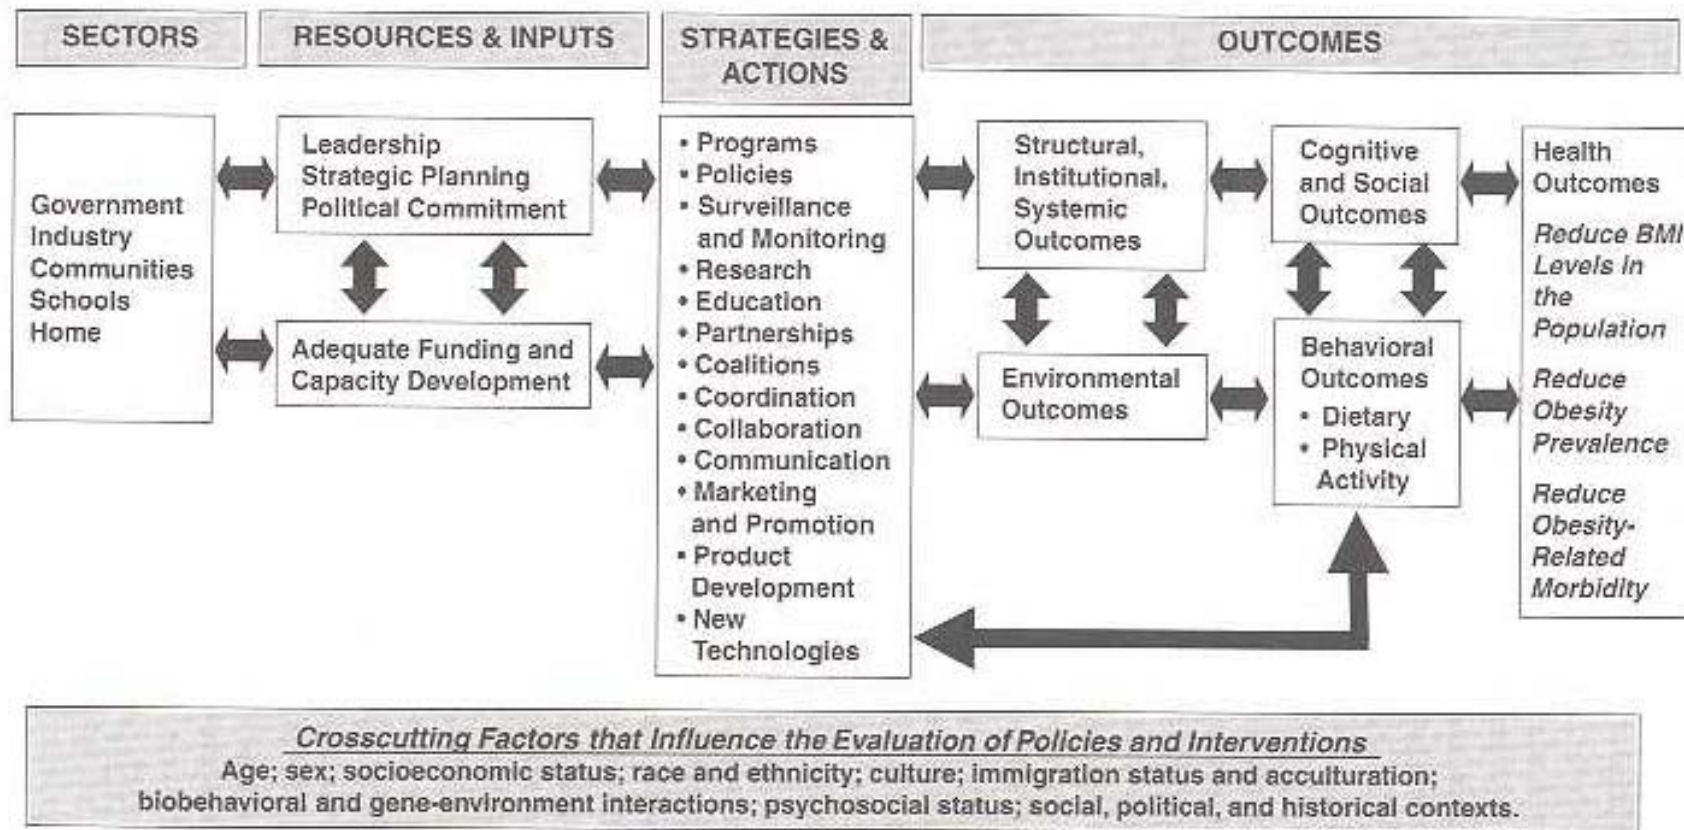 SECTORS
RESOURCES & INPUTS
STRATEGIES &
ACTIONS
OUTCOMES
Government
Industry
Communities
Schools
Home
Leadership
Strategic Planning
Political Commitment
Adequate Funding and
Capacity Development
• Programs
• Policies
• Surveillance
and Monitoring
• Research
• Education
• Partnerships
• Coalitions
• Coordination
• Collaboration
• Communication
• Marketing
and Promotion
• Product
Development
• New
Technologies
Structural,
Institutional,
Systemic
Outcomes
Environmental
Outcomes
Cognitive
and Social
Outcomes
Behavioral
Outcomes
• Dietary
• Physical
Activity
Health
Outcomes
Reduce BMI
Levels in
the
Population
Reduce
Obesity
Prevalence
Reduce
Obesity-
Related
Morbidity
Crosscutting Factors that Influence the Evaluation of Policies and Interventions
Age; sex; socioeconomic status; race and ethnicity; culture; immigration status and acculturation;
biobehavioral and gene-environment interactions; psychosocial status; social, political, and historical contexts.